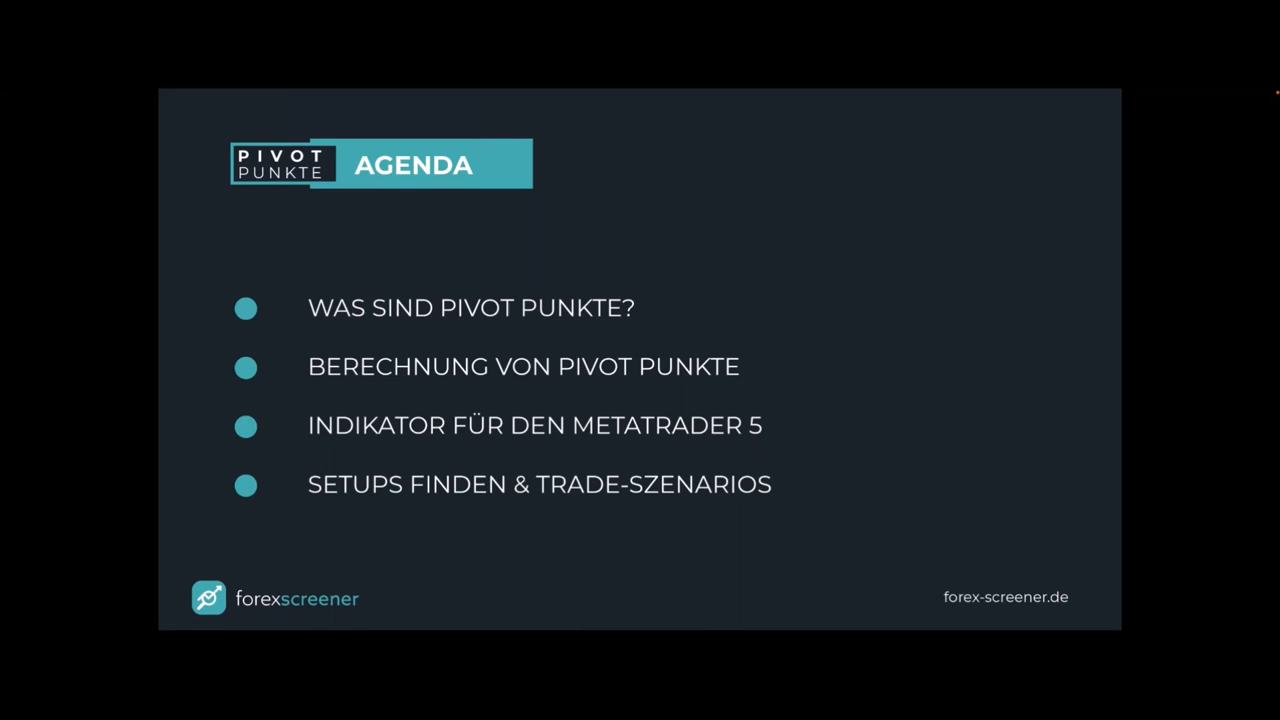 PIVOT
PUNKTE
AGENDA
WAS SIND PIVOT PUNKTE?
BERECHNUNG VON PIVOT PUNKTE
INDIKATOR FÜR DEN METATRADER 5
SETUPS FINDEN & TRADE-SZENARIOS
forexscreener
forex-screener.de